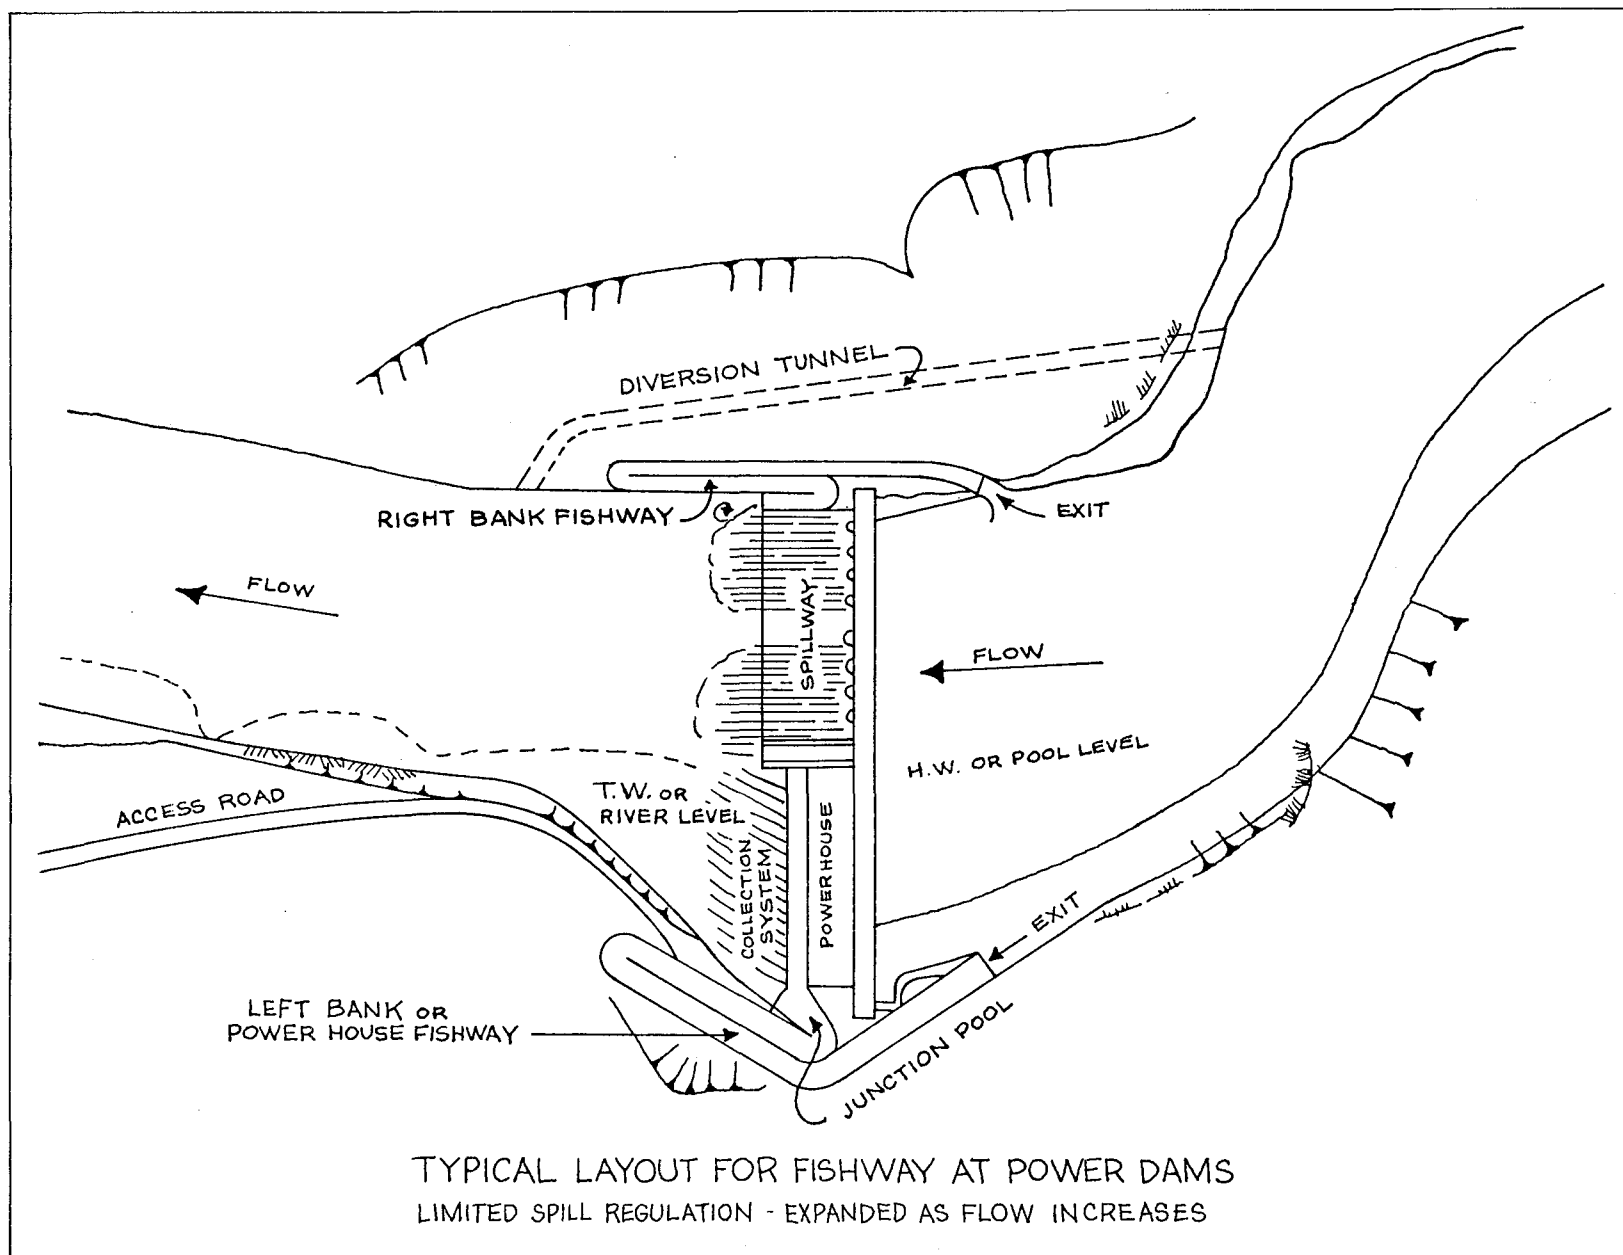 DIVERSION TUNNEL
RIGHT BANK FISHWAY
EXIT
FLOW
SPILLWAY
FLOW
H.W. OR POOL LEVEL
T.W. OR
RIVER LEVEL
ACCESS ROAD
COLLECTION
SYSTEM
POWERHOUSE
EXIT
LEFT BANK OR
POWER HOUSE FISHWAY
JUNCTION POOL
TYPICAL LAYOUT FOR FISHWAY AT POWER DAMS
LIMITED SPILL REGULATION - EXPANDED AS FLOW INCREASES